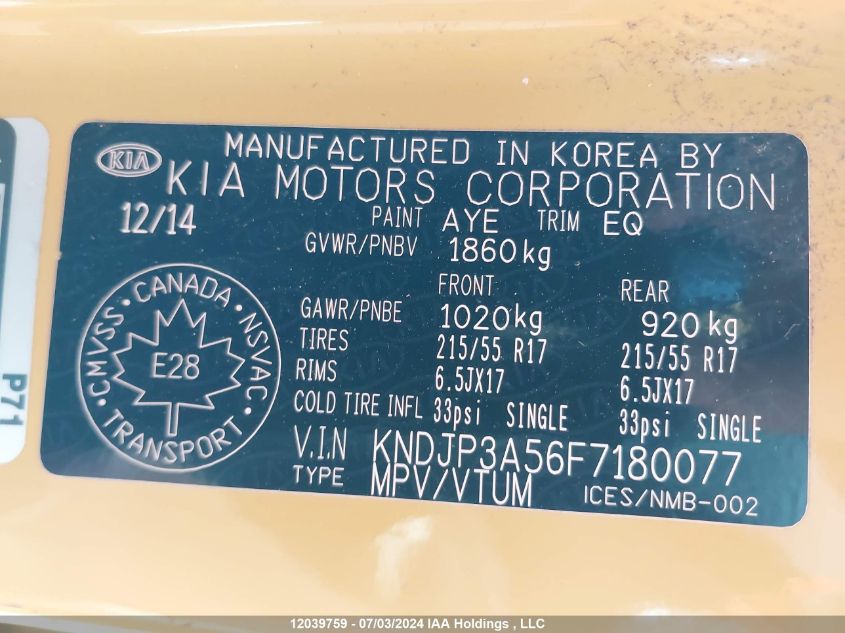 KIA
MANUFACTURED IN KOREA BY
KIA MOTORS CORPORATION
12/14
PAINT AYE TRIM EQ
GVWR/PNBV 1860kg
FRONT REAR
GAWR/PNBE 1020kg 920kg
TIRES 215/55 R17 215/55 R17
RIMS 6.5JX17 6.5JX17
COLD TIRE INFL 33psi SINGLE 33psi SINGLE
V.I.N KNDJP3A56F7180077
TYPE MPV/VTUM ICES/NMB-002
CANADA · NSVAC · TRANSPORT · CMVSS ·
E28
P71
12039759 - 07/03/2024 IAA Holdings , LLC